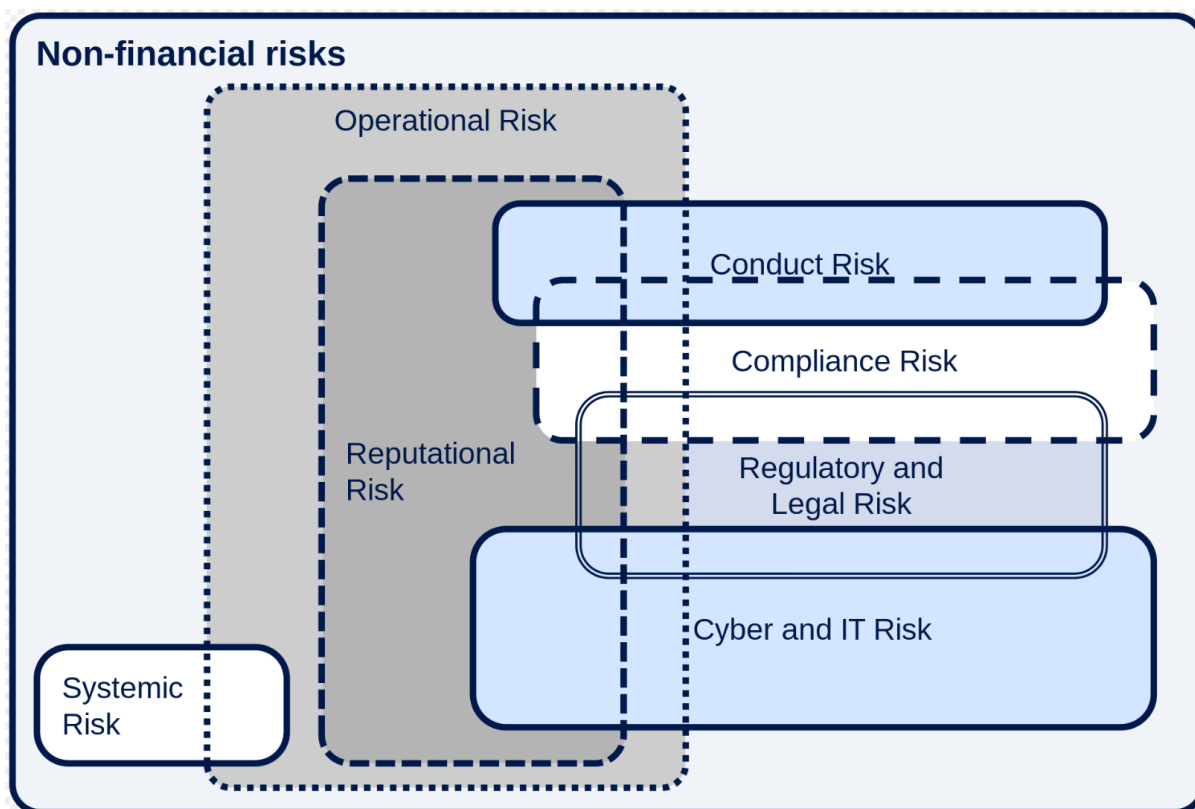 Non-financial risks
Operational Risk
Conduct Risk
Compliance Risk
Reputational
Risk
Regulatory and
Legal Risk
Cyber and IT Risk
Systemic
Risk